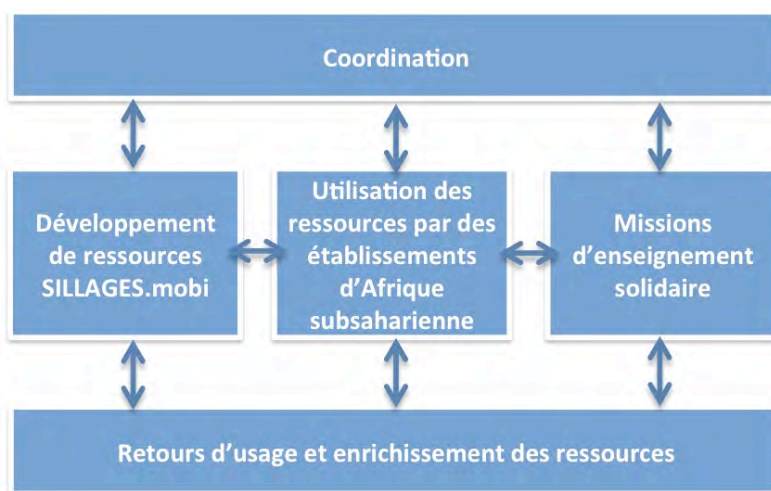 Coordination
Développement
de ressources
SILLAGES.mobi
Utilisation des
ressources par des
établissements
d’Afrique
subsaharienne
Missions
d’enseignement
solidaire
Retours d’usage et enrichissement des ressources